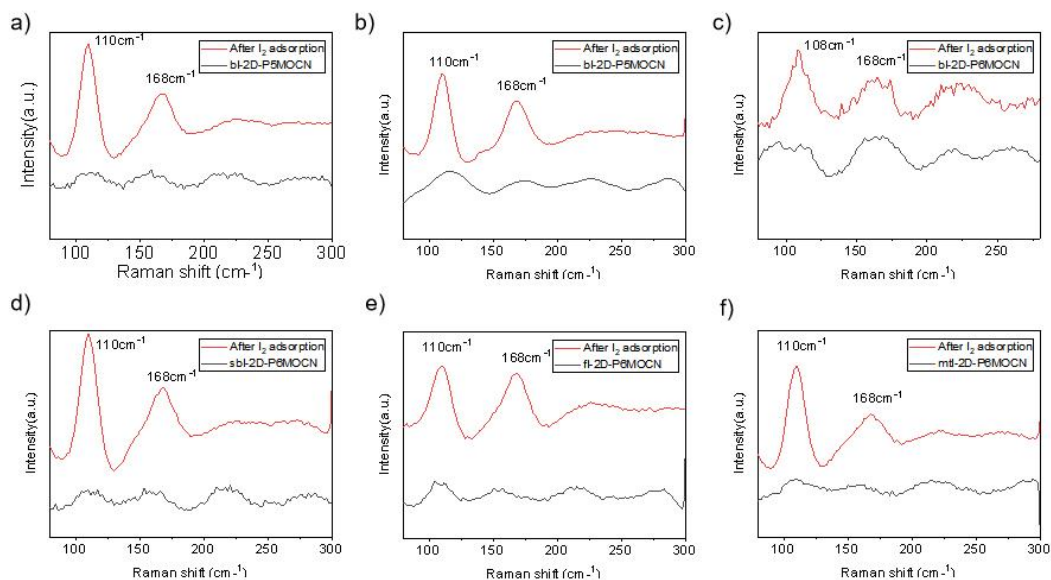 a)
110cm⁻¹
168cm⁻¹
After I₂ adsorption
bl-2D-P5MOCN
Intensity(a.u.)
100 150 200 250 300
Raman shift (cm-¹)
b)
110cm⁻¹
168cm⁻¹
After I₂ adsorption
bl-2D-P5MOCN
Intensity(a.u.)
100 150 200 250 300
Raman shift (cm-¹)
c)
108cm⁻¹
168cm⁻¹
After I₂ adsorption
bl-2D-P6MOCN
Intensity(a.u.)
100 150 200 250
Raman shift (cm-¹)
d)
110cm⁻¹
168cm⁻¹
After I₂ adsorption
sbl-2D-P6MOCN
Intensity(a.u.)
100 150 200 250 300
Raman shift (cm⁻¹)
e)
110cm⁻¹
168cm⁻¹
After I₂ adsorption
fl-2D-P6MOCN
Intensity(a.u.)
100 150 200 250 300
Raman shift (cm⁻¹)
f)
110cm⁻¹
168cm⁻¹
After I₂ adsorption
mtl-2D-P6MOCN
Intensity(a.u.)
100 150 200 250 300
Raman shift (cm⁻¹)